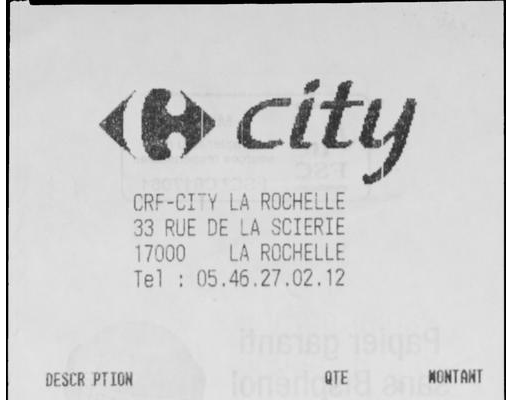 city
CRF-CITY LA ROCHELLE
33 RUE DE LA SCIERIE
17000 LA ROCHELLE
Tel : 05.46.27.02.12
Papier garanti
sans Bisphénol
DESCR PTION QTE MONTANT